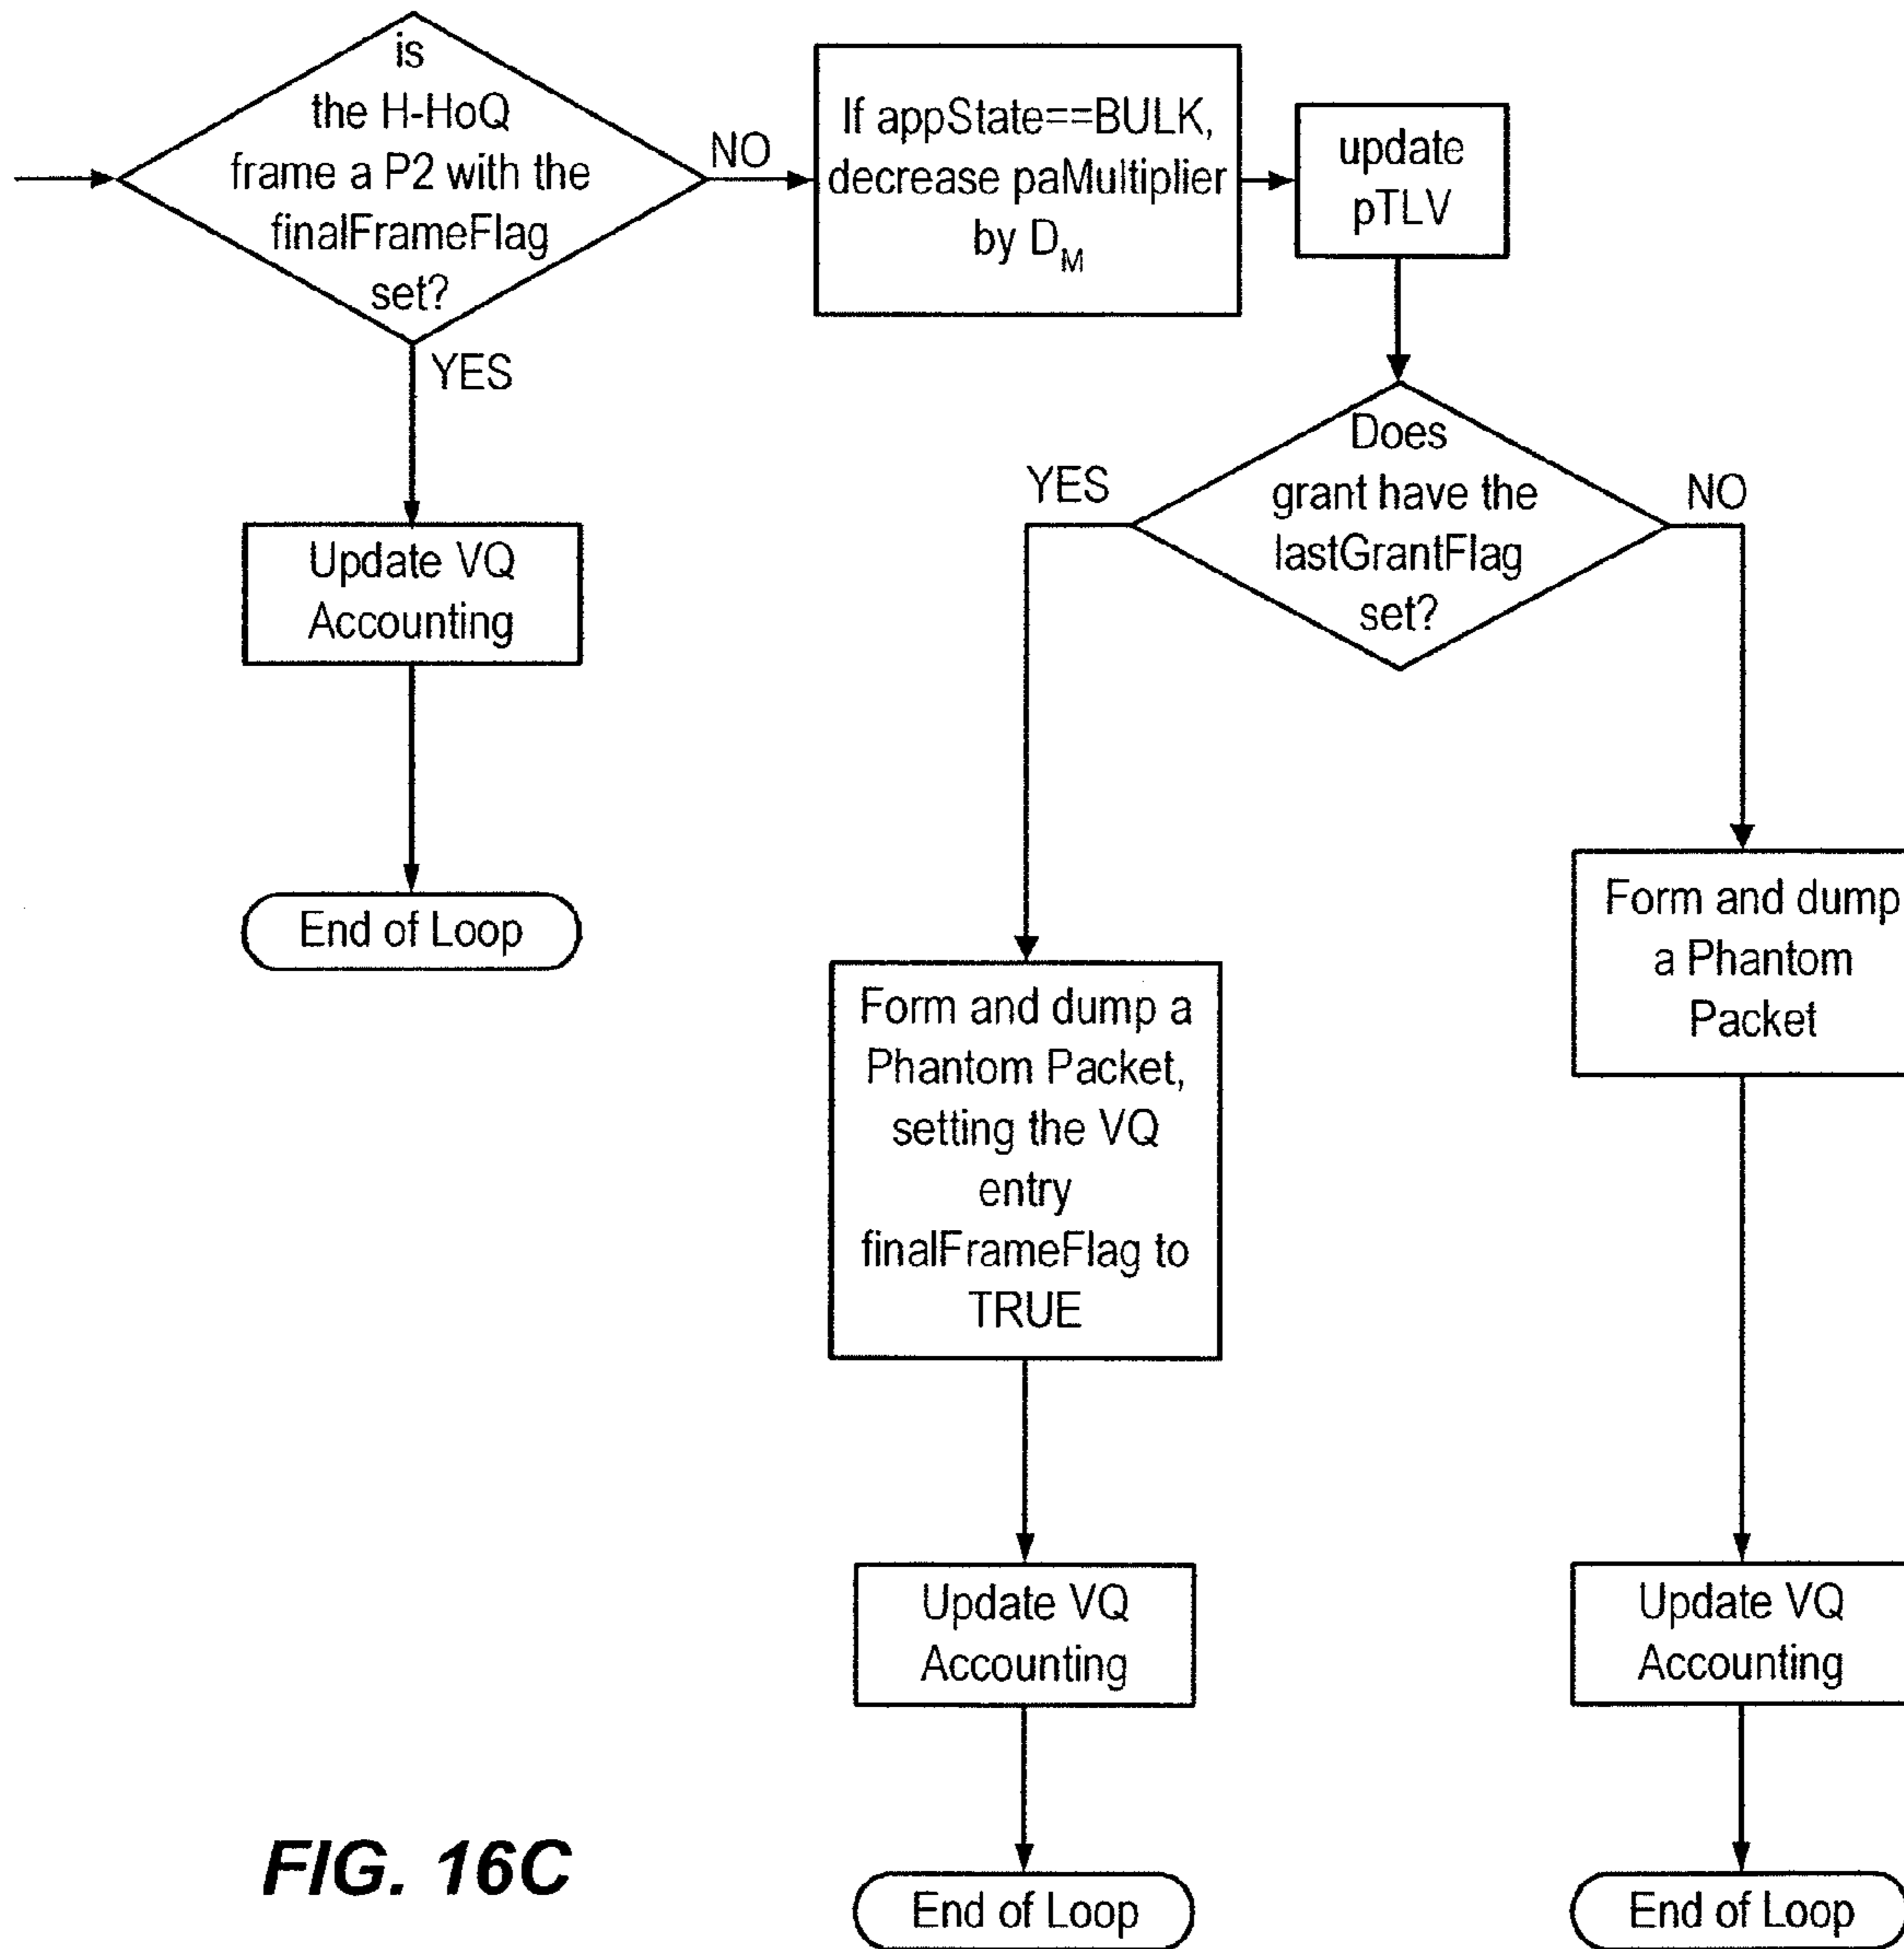 is
the H-HoQ
frame a P2 with the
finalFrameFlag
set?
NO
If appState==BULK,
decrease paMultiplier
by D_M
update
pTLV
YES
Update VQ
Accounting
End of Loop
Does
grant have the
lastGrantFlag
set?
YES
NO
Form and dump a
Phantom Packet,
setting the VQ
entry
finalFrameFlag to
TRUE
Update VQ
Accounting
End of Loop
Form and dump
a Phantom
Packet
Update VQ
Accounting
End of Loop
FIG. 16C